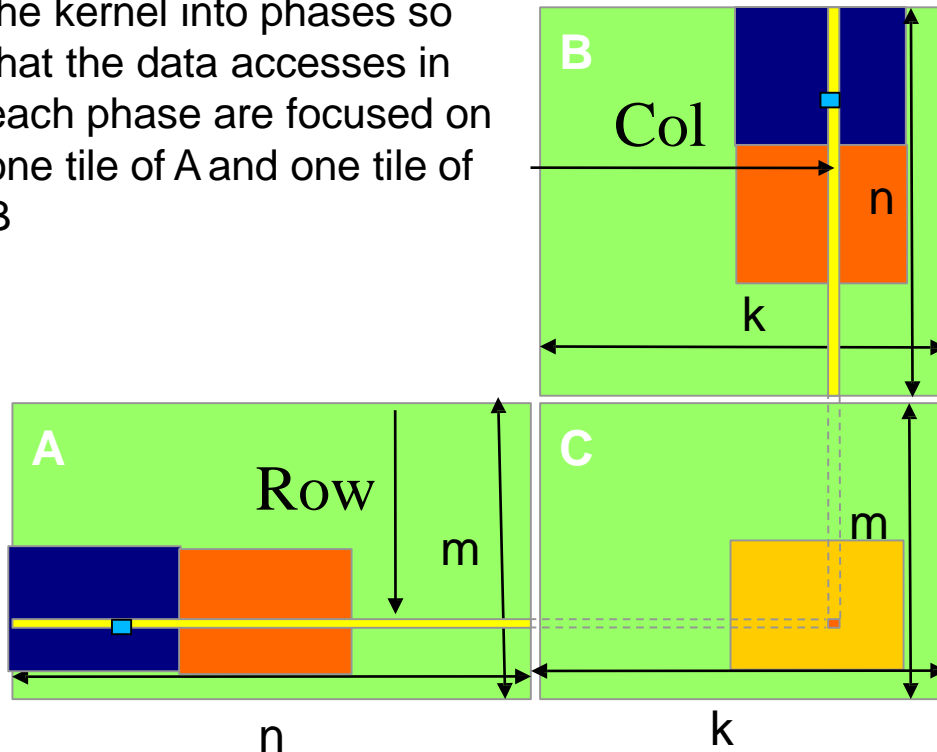 he kernel into phases so
hat the data accesses in
each phase are focused on
one tile of A and one tile of
B
B
Col
n
k
A
Row
m
C
m
n
k